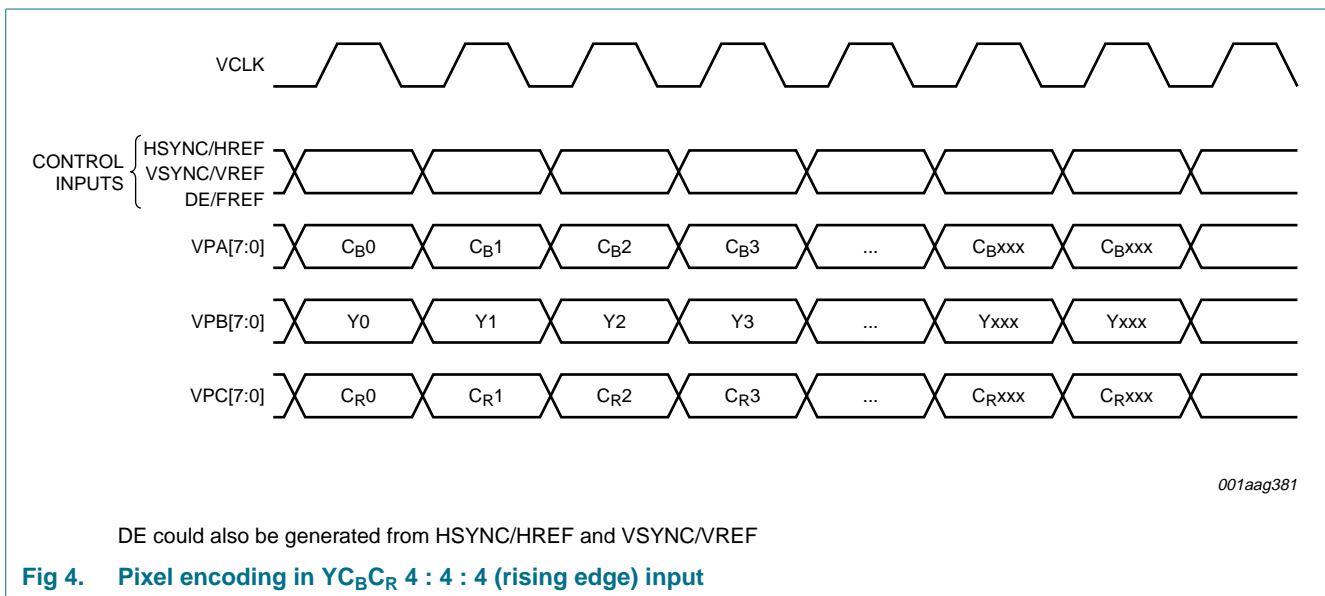 VCLK
CONTROL INPUTS
HSYNC/HREF
VSYNC/VREF
DE/FREF
VPA[7:0] CB0 CB1 CB2 CB3 ... CBxxx CBxxx
VPB[7:0] Y0 Y1 Y2 Y3 ... Yxxx Yxxx
VPC[7:0] CR0 CR1 CR2 CR3 ... CRxxx CRxxx
001aag381
DE could also be generated from HSYNC/HREF and VSYNC/VREF
Fig 4. Pixel encoding in YCBCR 4 : 4 : 4 (rising edge) input